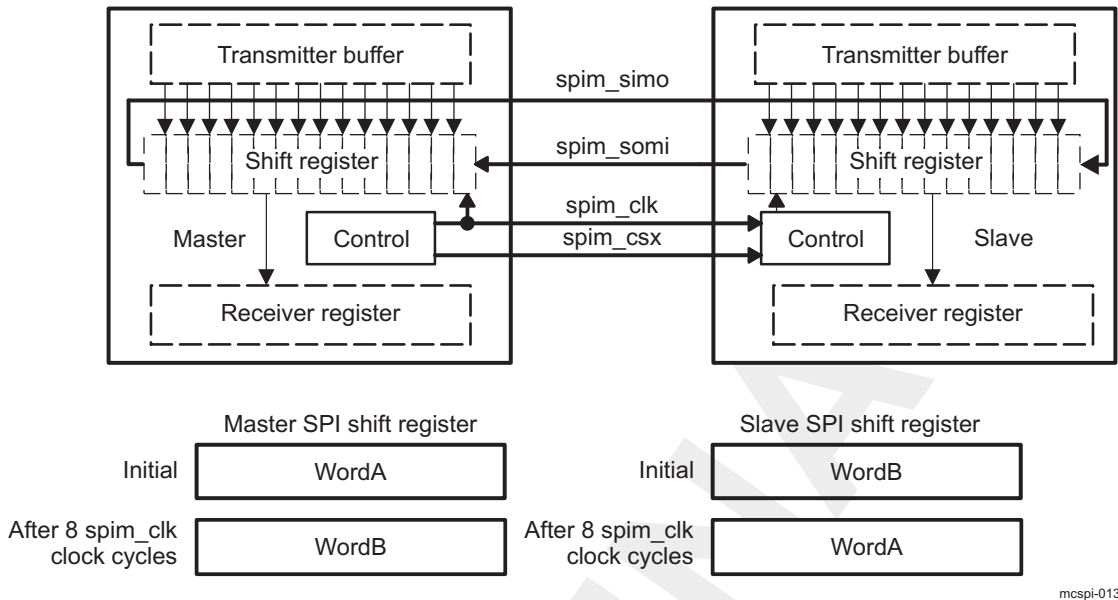 Transmitter buffer
Transmitter buffer
spim_simo
Shift register
spim_somi
Shift register
spim_clk
Master
Control
spim_csx
Control
Slave
Receiver register
Receiver register
Master SPI shift register
Slave SPI shift register
Initial
WordA
Initial
WordB
After 8 spim_clk
clock cycles
WordB
After 8 spim_clk
clock cycles
WordA
mcspi-013